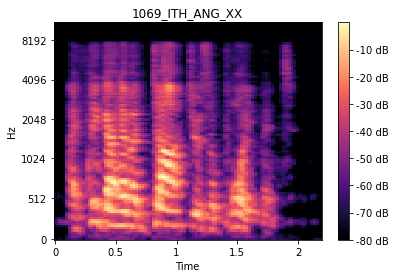 1069_ITH_ANG_XX
8192
4096
2048
1024
512
0
Hz
0
0.5
1
1.5
2
Time
-10 dB
-20 dB
-30 dB
-40 dB
-50 dB
-60 dB
-70 dB
-80 dB